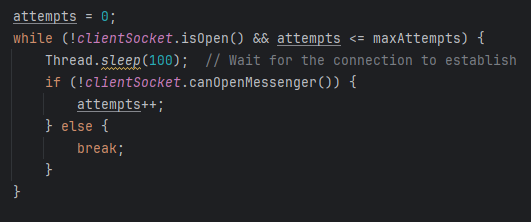 attempts = 0;
while (!clientSocket.isOpen() && attempts <= maxAttempts) {
    Thread.sleep(100);  // Wait for the connection to establish
    if (!clientSocket.canOpenMessenger()) {
        attempts++;
    } else {
        break;
    }
}